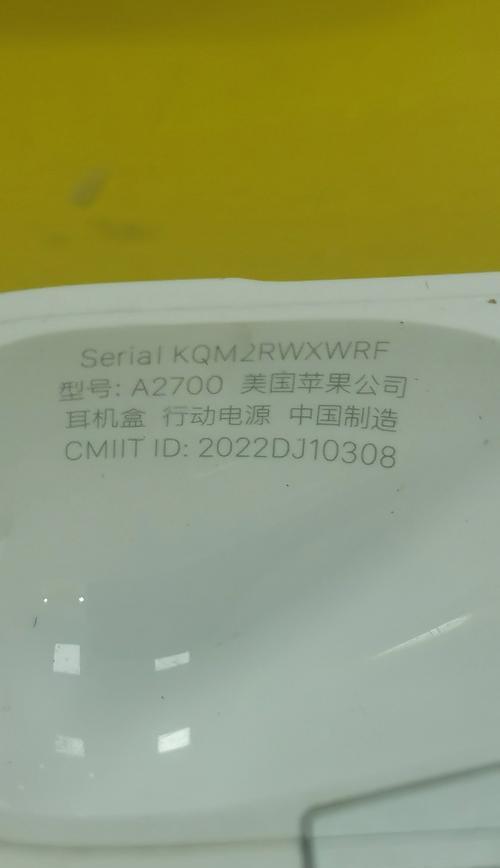 Serial KQM2RWXWRF
型号: A2700 美国苹果公司
耳机盒 行动电源 中国制造
CMIIT ID: 2022DJ10308